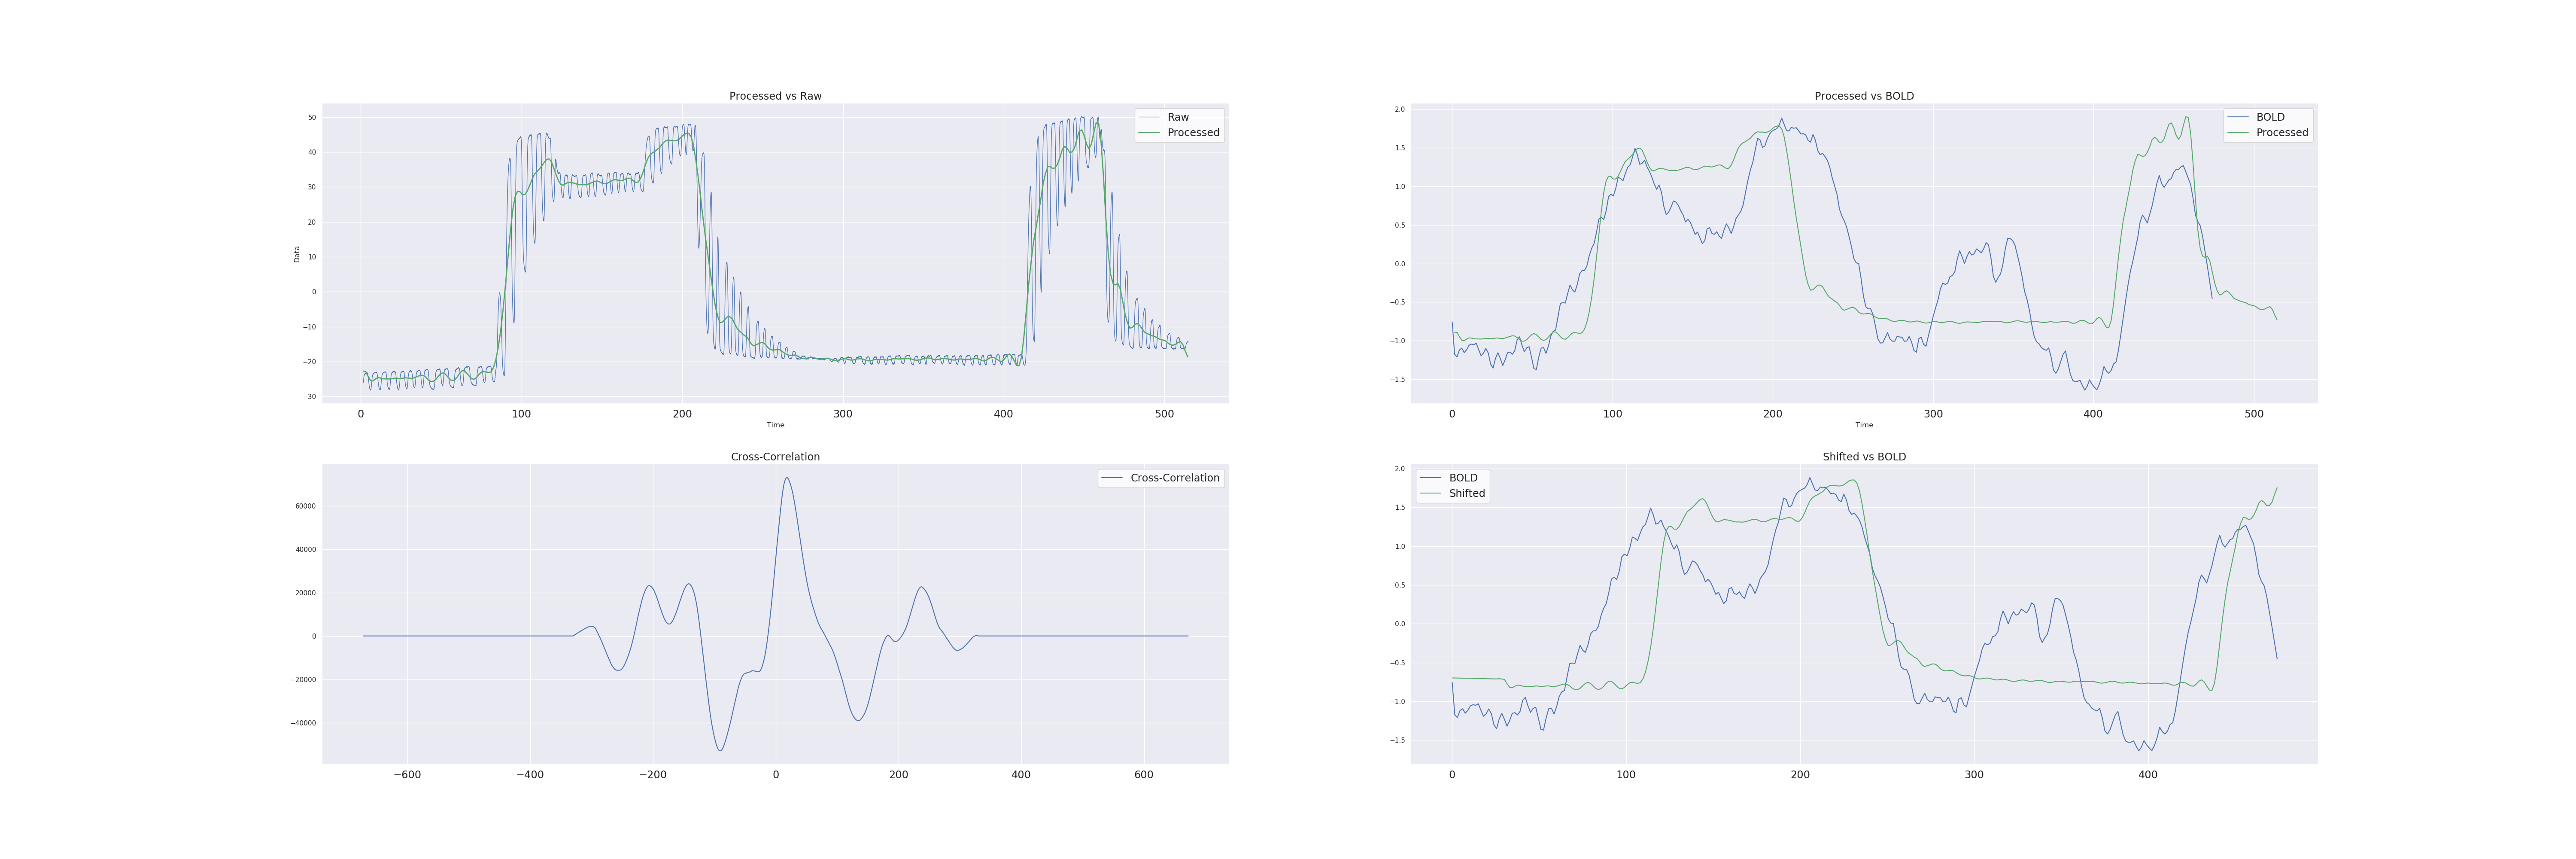 Processed vs Raw
Raw
Processed
50
40
30
20
10
0
−10
−20
−30
Data
0 100 200 300 400 500
Time
Processed vs BOLD
BOLD
Processed
2.0
1.5
1.0
0.5
0.0
−0.5
−1.0
−1.5
0 100 200 300 400 500
Time
Cross-Correlation
Cross-Correlation
60000
40000
20000
0
−20000
−40000
−600 −400 −200 0 200 400 600
Shifted vs BOLD
BOLD
Shifted
2.0
1.5
1.0
0.5
0.0
−0.5
−1.0
−1.5
0 100 200 300 400